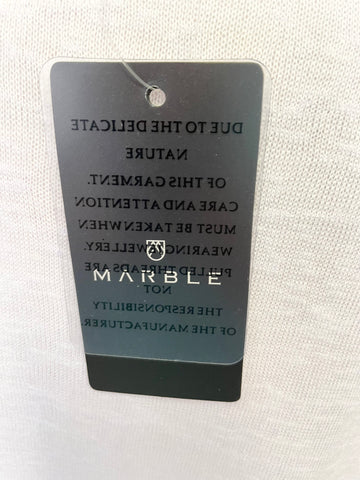 DUE TO THE DELICATE
NATURE
OF THIS GARMENT.
CARE AND ATTENTION
MUST BE TAKEN WHEN
WEARING JEWELLERY.
PULLED THREADS ARE
NOT
MARBLE
THE RESPONSIBILITY
OF THE MANUFACTURER.